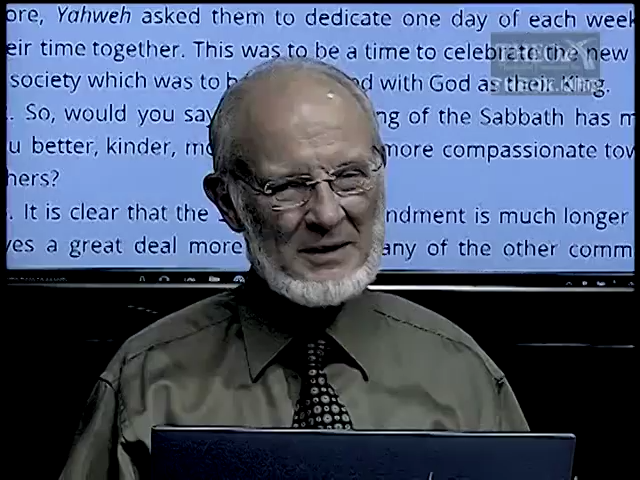 ore, Yahweh asked them to dedicate one day of each week
eir time together. This was to be a time to celebrate the new
society which was to b d with God as their King.
. So, would you say ng of the Sabbath has m
u better, kinder, mo more compassionate tow
hers?
. It is clear that the ndment is much longer
ves a great deal more any of the other comm